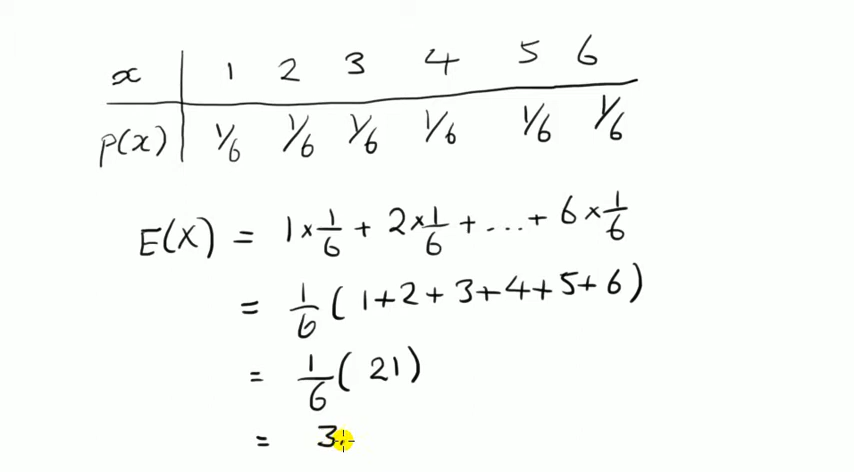 x 1 2 3 4 5 6
P(x) 1/6 1/6 1/6 1/6 1/6 1/6
E(X) = 1×1/6 + 2×1/6 + ... + 6×1/6
= 1/6 (1+2+3+4+5+6)
= 1/6 (21)
= 3.